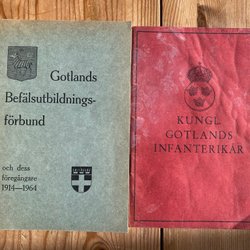 Gotlands
Befälsutbildnings-
förbund
och dess
föregångare
1914—1964
KUNGL.
GOTLANDS
INFANTERIKÅR